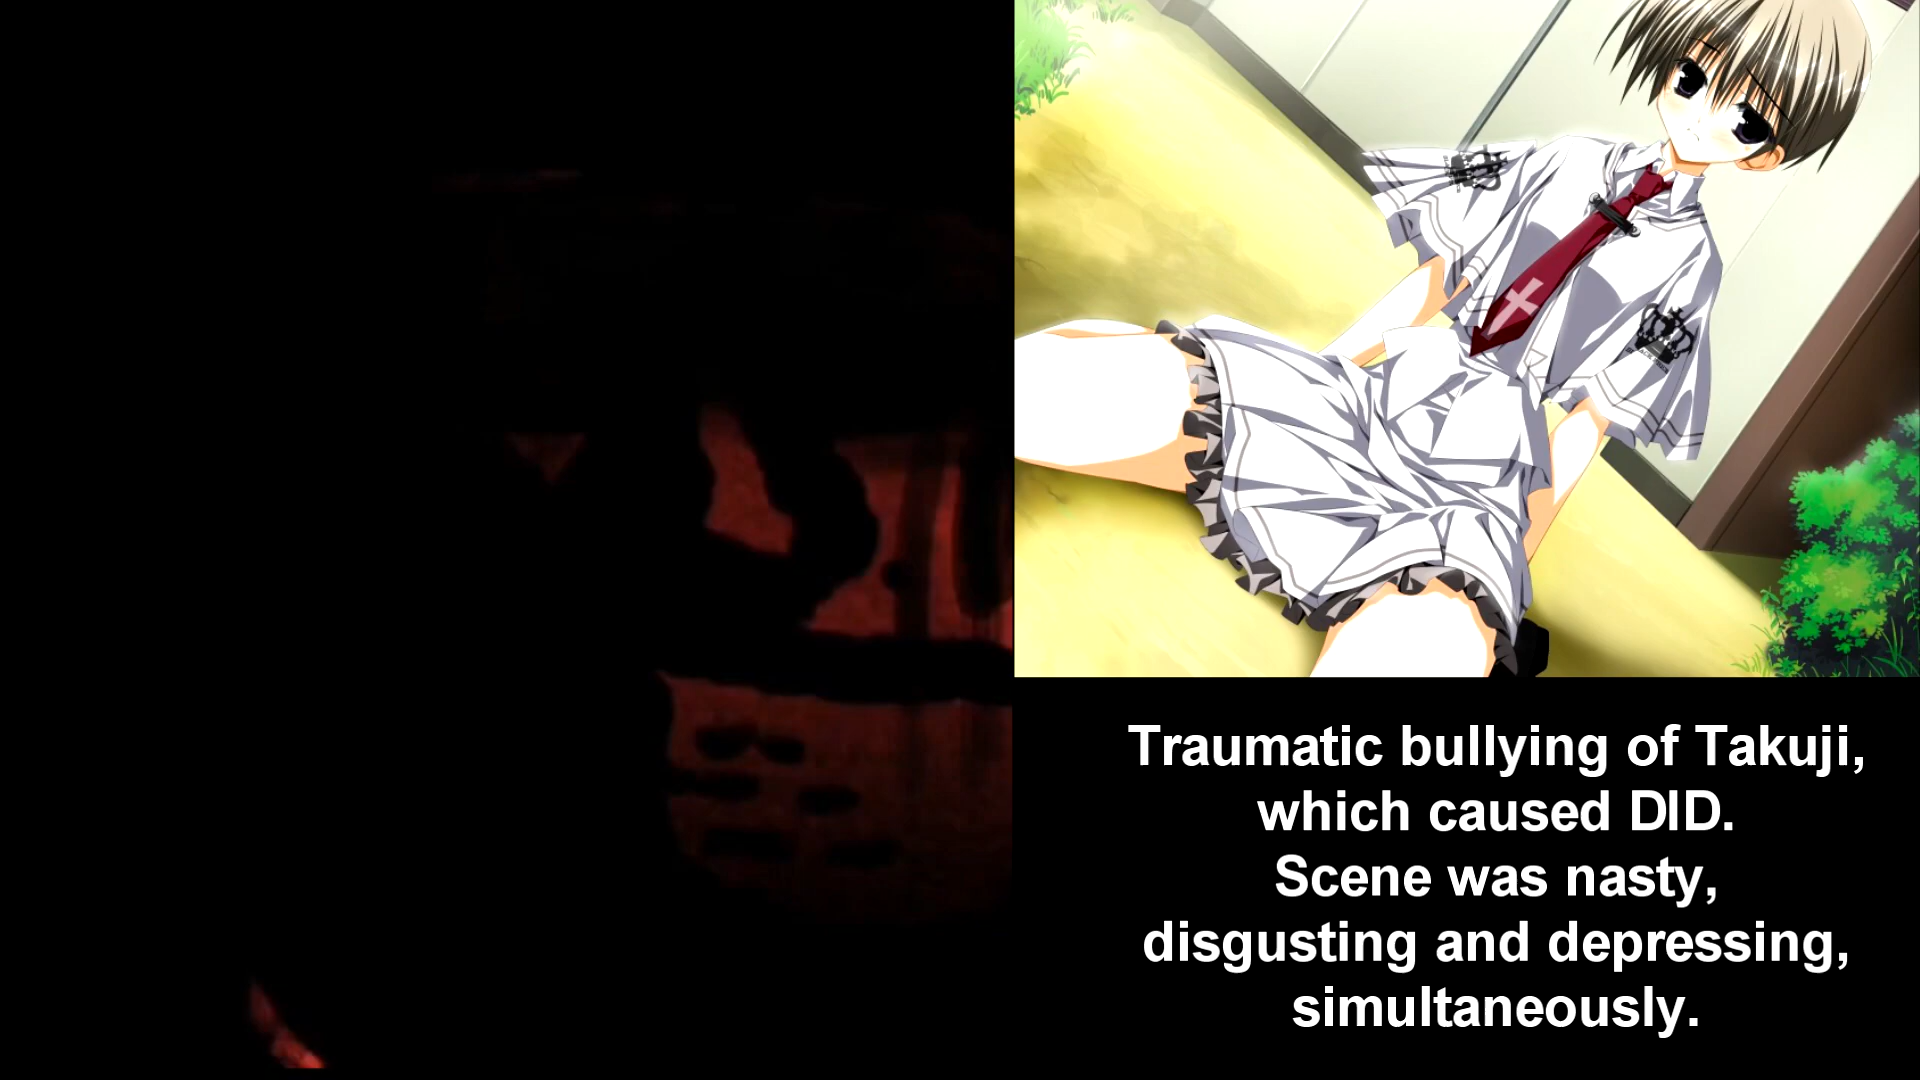 Traumatic bullying of Takuji,
which caused DID.
Scene was nasty,
disgusting and depressing,
simultaneously.